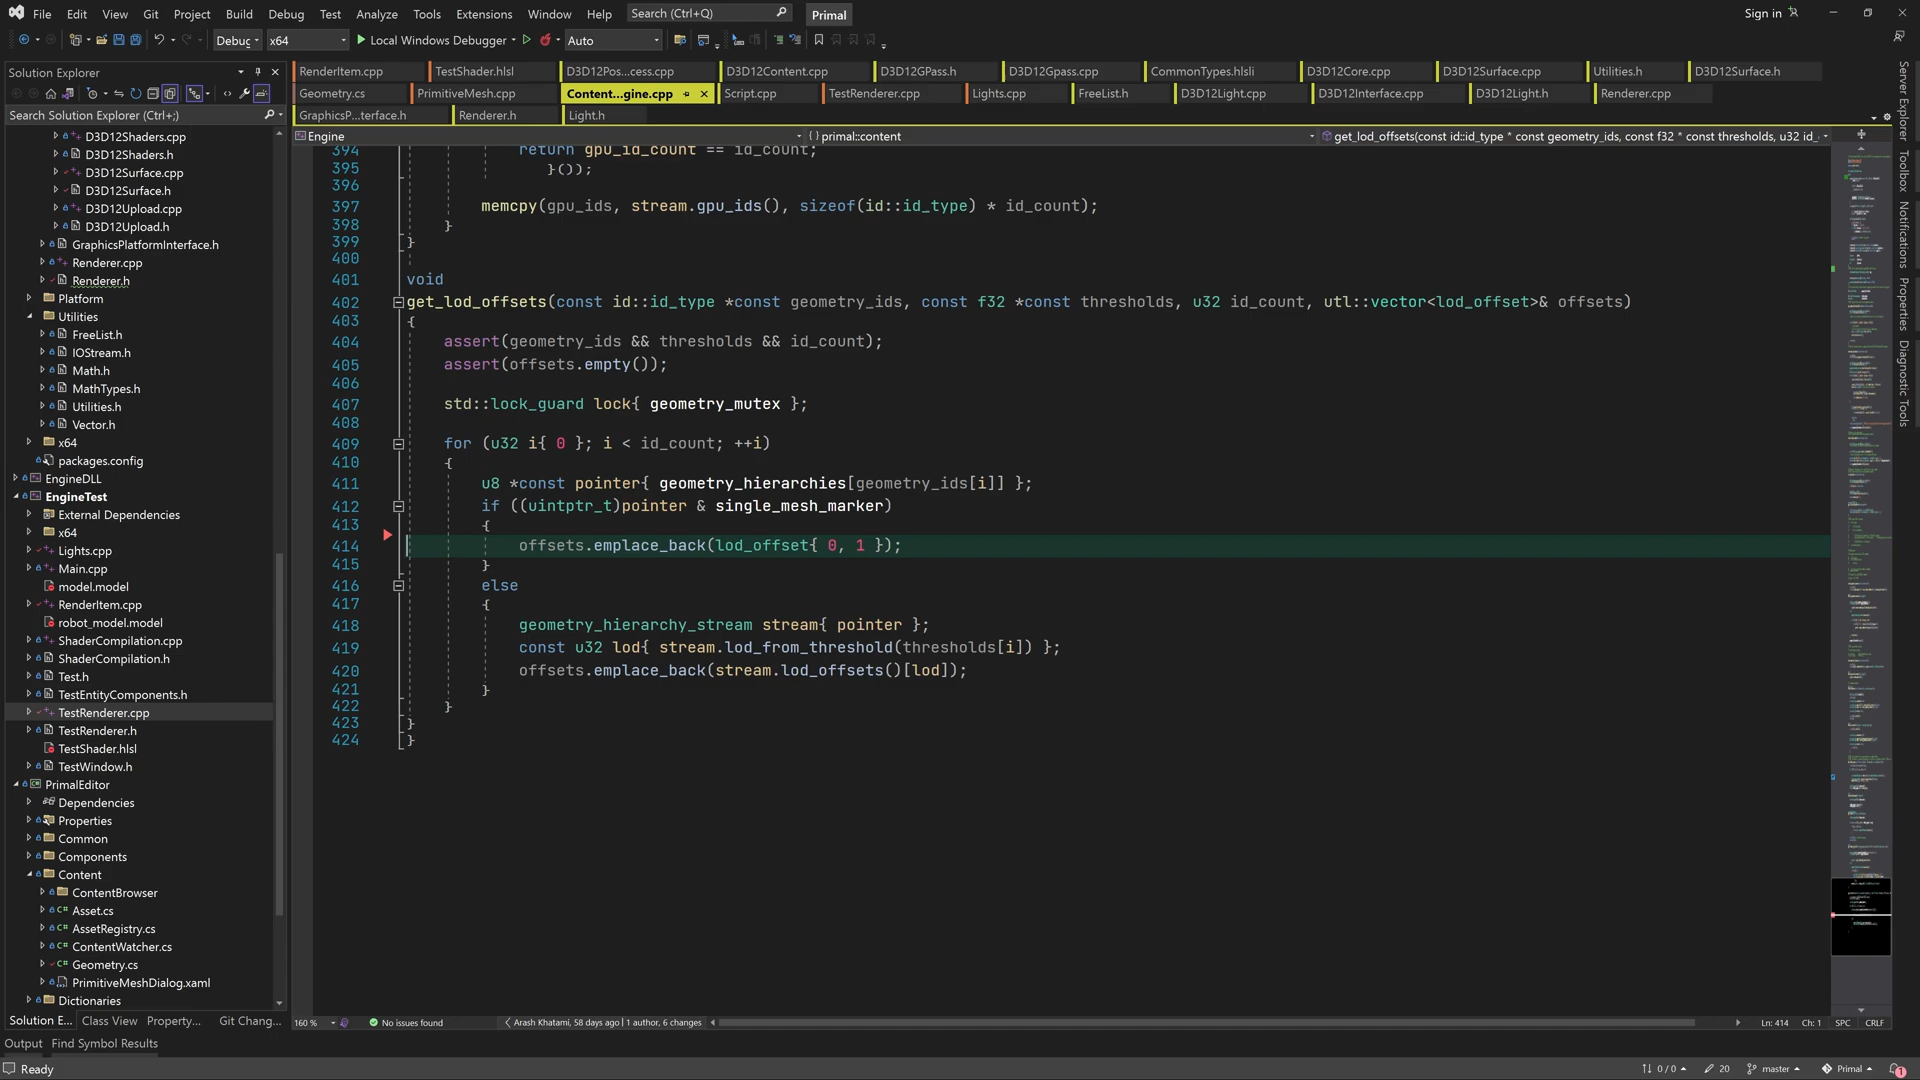 File Edit View Git Project Build Debug Test Analyze Tools Extensions Window Help Search (Ctrl+Q) Primal Sign in
Debug x64 Local Windows Debugger Auto
Solution Explorer
Search Solution Explorer (Ctrl+;)
D3D12Shaders.cpp
D3D12Shaders.h
D3D12Surface.cpp
D3D12Surface.h
D3D12Upload.cpp
D3D12Upload.h
GraphicsPlatformInterface.h
Renderer.cpp
Renderer.h
Platform
Utilities
FreeList.h
IOStream.h
Math.h
MathTypes.h
Utilities.h
Vector.h
x64
packages.config
EngineDLL
EngineTest
External Dependencies
x64
Lights.cpp
Main.cpp
model.model
RenderItem.cpp
robot_model.model
ShaderCompilation.cpp
ShaderCompilation.h
Test.h
TestEntityComponents.h
TestRenderer.cpp
TestRenderer.h
TestShader.hlsl
TestWindow.h
PrimalEditor
Dependencies
Properties
Common
Components
Content
ContentBrowser
Asset.cs
AssetRegistry.cs
ContentWatcher.cs
Geometry.cs
PrimitiveMeshDialog.xaml
Dictionaries
Solution E... Class View Property... Git Chang...
RenderItem.cpp TestShader.hlsl D3D12Pos...cess.cpp D3D12Content.cpp D3D12GPass.h D3D12Gpass.cpp CommonTypes.hlsli D3D12Core.cpp D3D12Surface.cpp Utilities.h D3D12Surface.h
Geometry.cs PrimitiveMesh.cpp Content...gine.cpp Script.cpp TestRenderer.cpp Lights.cpp FreeList.h D3D12Light.cpp D3D12Interface.cpp D3D12Light.h Renderer.cpp
GraphicsP...terface.h Renderer.h Light.h
Engine {} primal::content get_lod_offsets(const id::id_type * const geometry_ids, const f32 * const thresholds, u32 id_
394 return gpu_id_count == id_count;
395 }());
396
397 memcpy(gpu_ids, stream.gpu_ids(), sizeof(id::id_type) * id_count);
398 }
399 }
400
401 void
402 get_lod_offsets(const id::id_type *const geometry_ids, const f32 *const thresholds, u32 id_count, utl::vector<lod_offset>& offsets)
403 {
404 assert(geometry_ids && thresholds && id_count);
405 assert(offsets.empty());
406
407 std::lock_guard lock{ geometry_mutex };
408
409 for (u32 i{ 0 }; i < id_count; ++i)
410 {
411 u8 *const pointer{ geometry_hierarchies[geometry_ids[i]] };
412 if ((uintptr_t)pointer & single_mesh_marker)
413 {
414 offsets.emplace_back(lod_offset{ 0, 1 });
415 }
416 else
417 {
418 geometry_hierarchy_stream stream{ pointer };
419 const u32 lod{ stream.lod_from_threshold(thresholds[i]) };
420 offsets.emplace_back(stream.lod_offsets()[lod]);
421 }
422 }
423 }
424 }
160 % No issues found Arash Khatami, 58 days ago | 1 author, 6 changes Ln: 414 Ch: 1 SPC CRLF
Server Explorer
Toolbox
Notifications
Properties
Diagnostic Tools
Output Find Symbol Results
Ready 0 / 0 20 master Primal 1